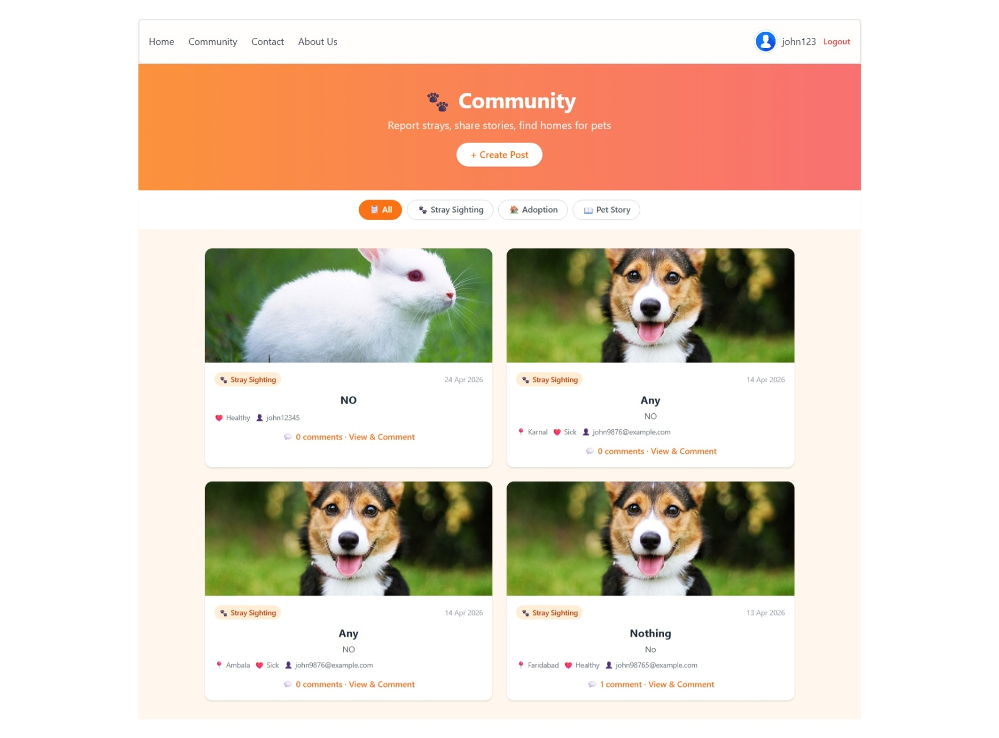 Home Community Contact About Us john123 Logout
Community
Report strays, share stories, find homes for pets
+ Create Post
All Stray Sighting Adoption Pet Story
Stray Sighting 24 Apr 2026
NO
Healthy john12345
0 comments · View & Comment
Stray Sighting 14 Apr 2026
Any
NO
Karnal Sick john9876@example.com
0 comments · View & Comment
Stray Sighting 14 Apr 2026
Any
NO
Ambala Sick john9876@example.com
0 comments · View & Comment
Stray Sighting 13 Apr 2026
Nothing
No
Faridabad Healthy john98765@example.com
1 comment · View & Comment